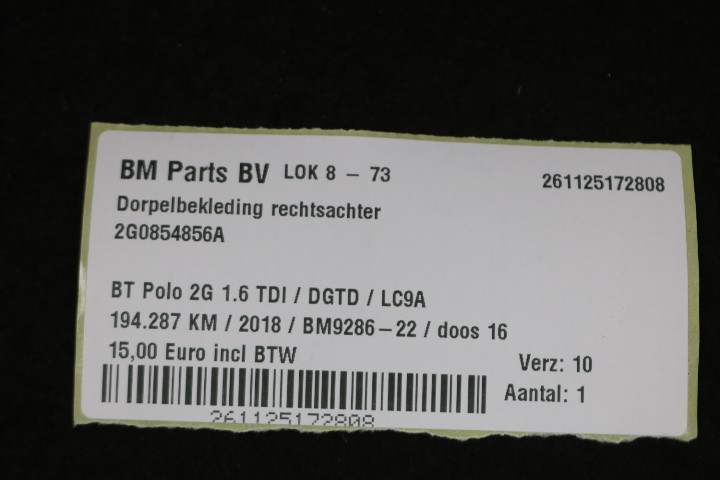 BM Parts BV LOK 8 – 73 261125172808
Dorpelbekleding rechtsachter
2G0854856A
BT Polo 2G 1.6 TDI / DGTD / LC9A
194.287 KM / 2018 / BM9286–22 / doos 16
15,00 Euro incl BTW Verz: 10
Aantal: 1
261125172808